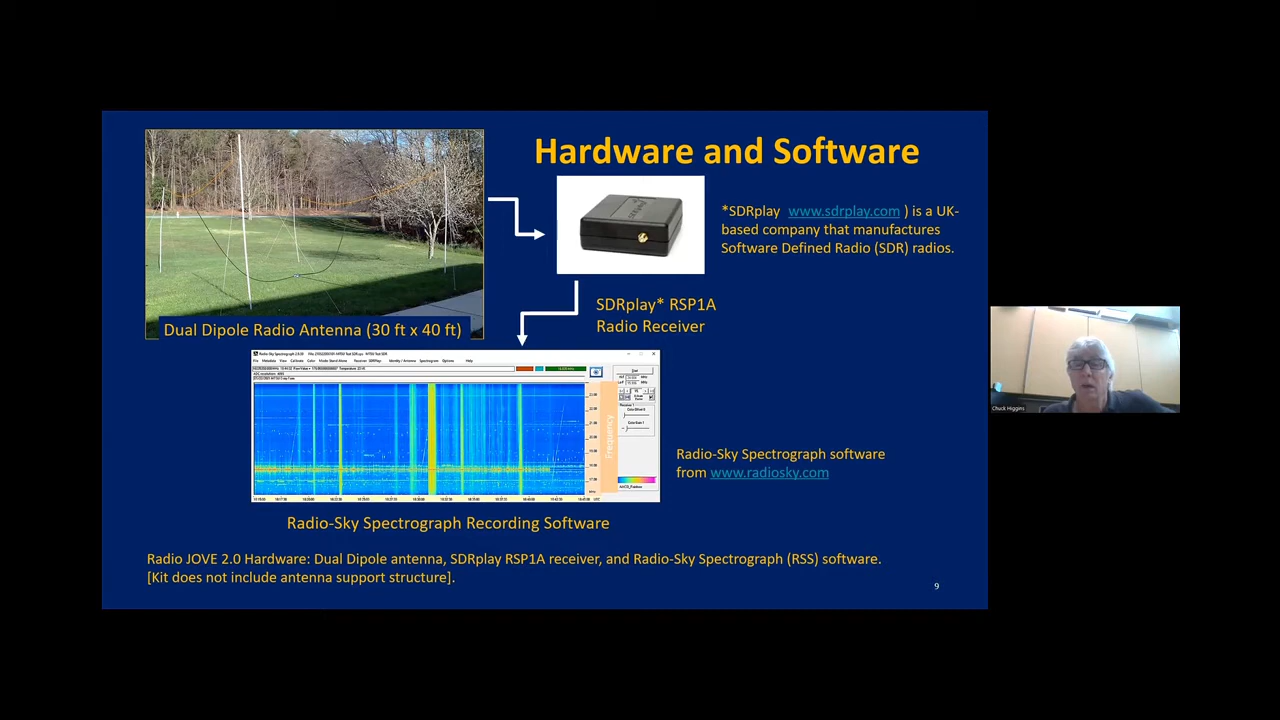 Hardware and Software
*SDRplay www.sdrplay.com ) is a UK-
based company that manufactures
Software Defined Radio (SDR) radios.
Dual Dipole Radio Antenna (30 ft x 40 ft)
SDRplay* RSP1A
Radio Receiver
Frequency
Radio-Sky Spectrograph software
from www.radiosky.com
Radio-Sky Spectrograph Recording Software
Radio JOVE 2.0 Hardware: Dual Dipole antenna, SDRplay RSP1A receiver, and Radio-Sky Spectrograph (RSS) software.
[Kit does not include antenna support structure].
9
Chuck Higgins